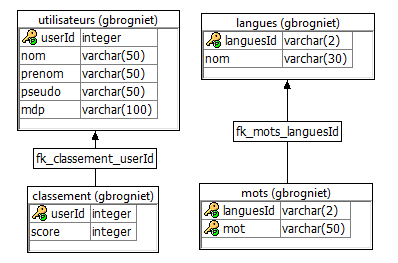 utilisateurs (gbrogniet)
userId integer
nom varchar(50)
prenom varchar(50)
pseudo varchar(50)
mdp varchar(100)
fk_classement_userId
classement (gbrogniet)
userId integer
score integer
langues (gbrogniet)
languesId varchar(2)
nom varchar(30)
fk_mots_languesId
mots (gbrogniet)
languesId varchar(2)
mot varchar(50)